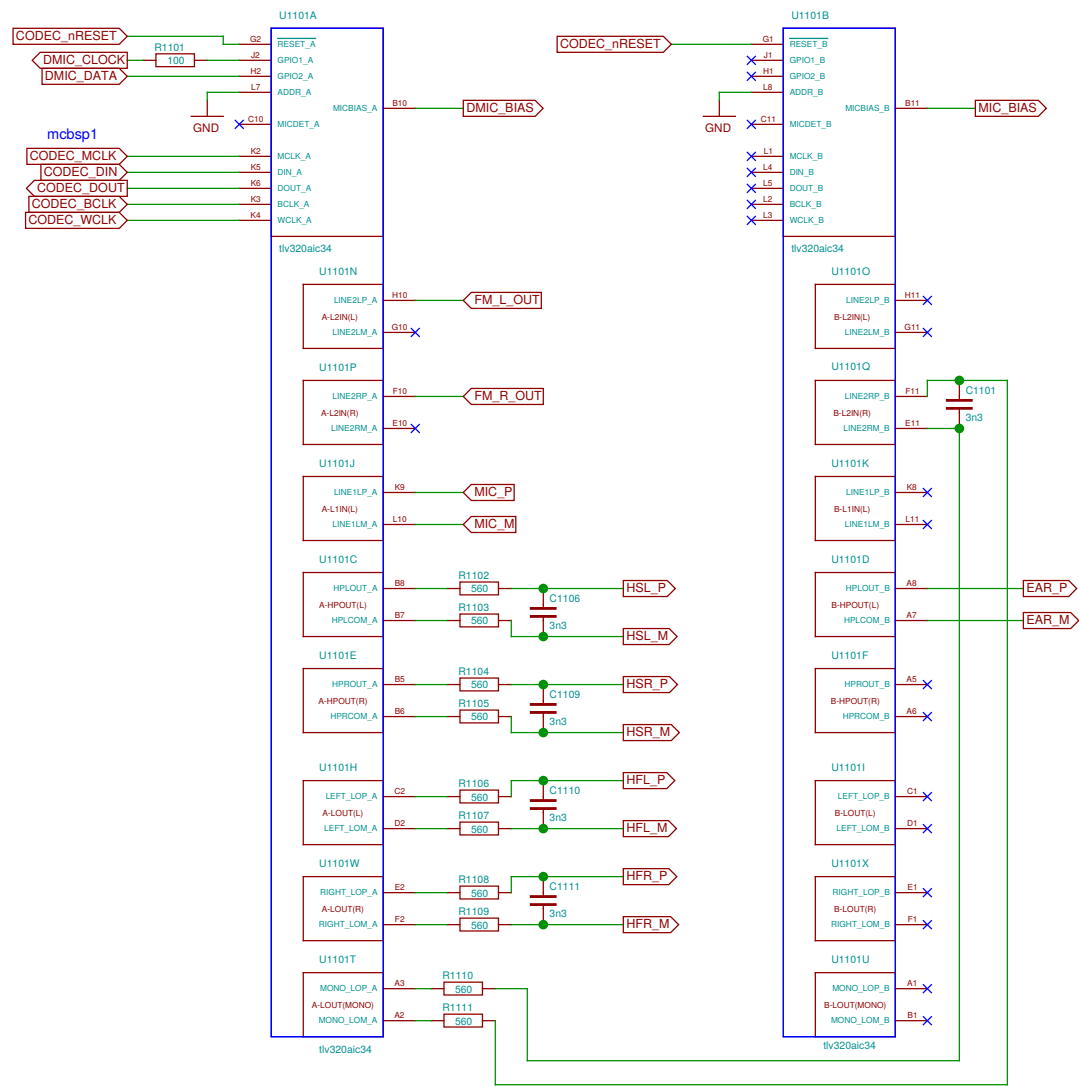 U1101A
CODEC_nRESET
G2
RESET_A
DMIC_CLOCK
R1101
100
J2
GPIO1_A
DMIC_DATA
H2
GPIO2_A
L7
ADDR_A
GND
MICBIAS_A
B10
DMIC_BIAS
C10
MICDET_A
mcbsp1
CODEC_MCLK
K2
MCLK_A
CODEC_DIN
K5
DIN_A
CODEC_DOUT
K6
DOUT_A
CODEC_BCLK
K3
BCLK_A
CODEC_WCLK
K4
WCLK_A
tlv320aic34
U1101N
LINE2LP_A
H10
FM_L_OUT
A-L2IN(L)
LINE2LM_A
G10
U1101P
LINE2RP_A
F10
FM_R_OUT
A-L2IN(R)
LINE2RM_A
E10
U1101J
LINE1LP_A
K9
MIC_P
A-L1IN(L)
LINE1LM_A
L10
MIC_M
U1101C
HPLOUT_A
B8
R1102
560
HSL_P
A-HPOUT(L)
C1106
3n3
HPLCOM_A
B7
R1103
560
HSL_M
U1101E
HPROUT_A
B5
R1104
560
HSR_P
A-HPOUT(R)
C1109
3n3
HPRCOM_A
B6
R1105
560
HSR_M
U1101H
LEFT_LOP_A
C2
R1106
560
HFL_P
A-LOUT(L)
C1110
3n3
LEFT_LOM_A
D2
R1107
560
HFL_M
U1101W
RIGHT_LOP_A
E2
R1108
560
HFR_P
A-LOUT(R)
C1111
3n3
RIGHT_LOM_A
F2
R1109
560
HFR_M
U1101T
MONO_LOP_A
A3
R1110
560
A-LOUT(MONO)
MONO_LOM_A
A2
R1111
560
tlv320aic34
U1101B
CODEC_nRESET
G1
RESET_B
J1
GPIO1_B
H1
GPIO2_B
L8
ADDR_B
GND
MICBIAS_B
B11
MIC_BIAS
C11
MICDET_B
L1
MCLK_B
L4
DIN_B
L5
DOUT_B
L2
BCLK_B
L3
WCLK_B
tlv320aic34
U1101O
LINE2LP_B
H11
B-L2IN(L)
LINE2LM_B
G11
U1101Q
LINE2RP_B
F11
C1101
3n3
B-L2IN(R)
LINE2RM_B
E11
U1101K
LINE1LP_B
K8
B-L1IN(L)
LINE1LM_B
L11
U1101D
HPLOUT_B
A8
EAR_P
B-HPOUT(L)
HPLCOM_B
A7
EAR_M
U1101F
HPROUT_B
A5
B-HPOUT(R)
HPRCOM_B
A6
U1101I
LEFT_LOP_B
C1
B-LOUT(L)
LEFT_LOM_B
D1
U1101X
RIGHT_LOP_B
E1
B-LOUT(R)
RIGHT_LOM_B
F1
U1101U
MONO_LOP_B
A1
B-LOUT(MONO)
MONO_LOM_B
B1
tlv320aic34